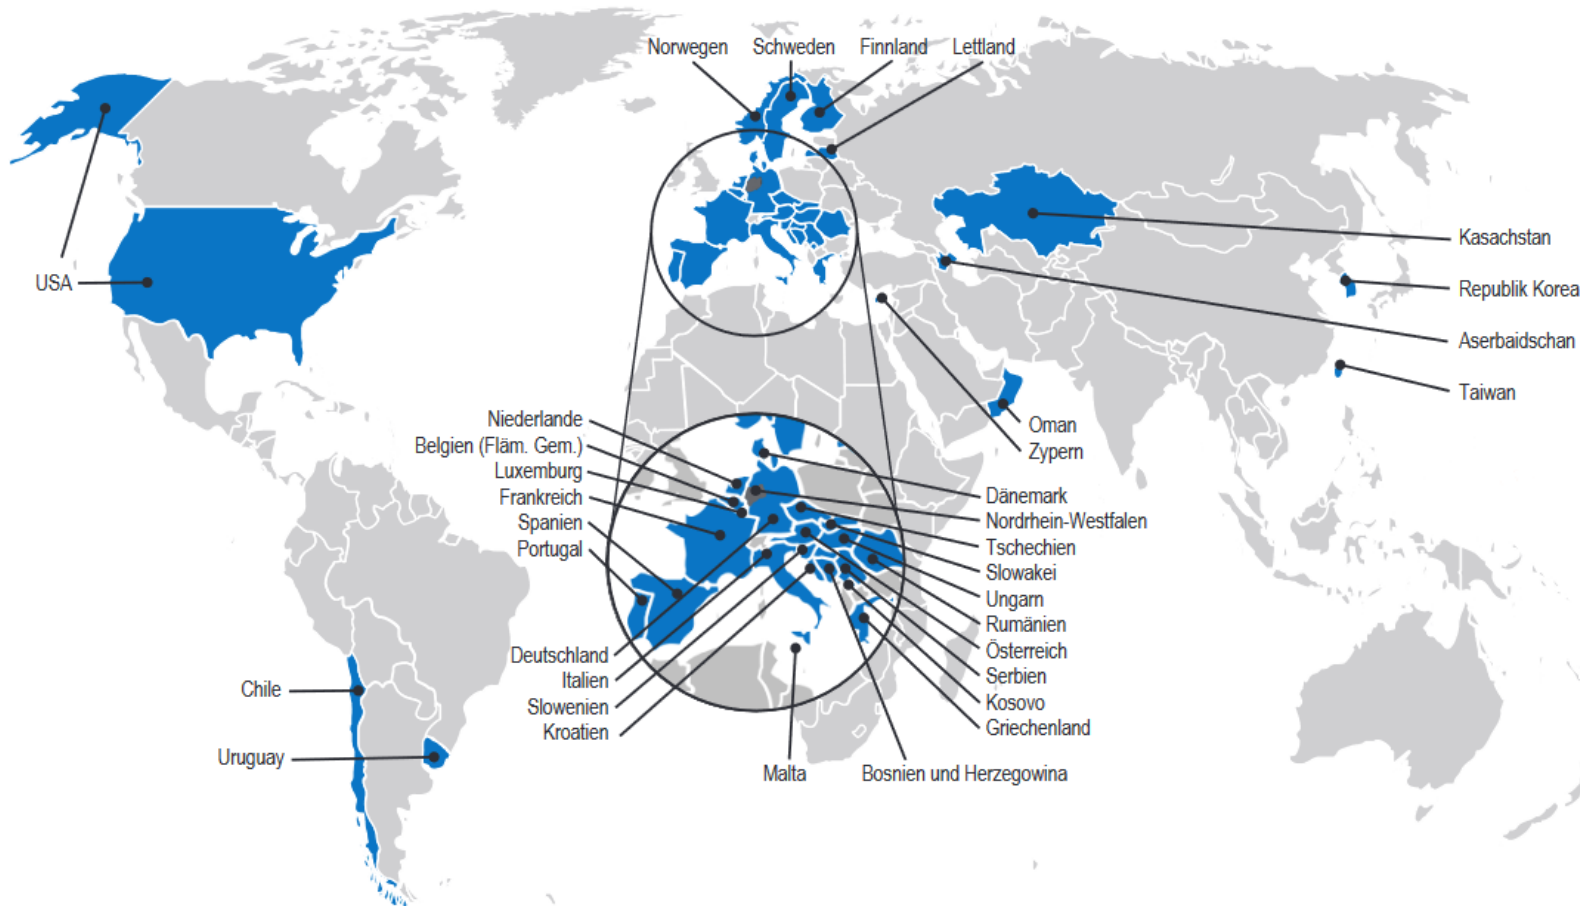 Norwegen
Schweden
Finnland
Lettland
USA
Kasachstan
Republik Korea
Aserbaidschan
Taiwan
Oman
Zypern
Niederlande
Belgien (Fläm. Gem.)
Luxemburg
Frankreich
Spanien
Portugal
Dänemark
Nordrhein-Westfalen
Tschechien
Slowakei
Ungarn
Rumänien
Österreich
Serbien
Kosovo
Griechenland
Deutschland
Italien
Slowenien
Kroatien
Chile
Uruguay
Malta
Bosnien und Herzegowina